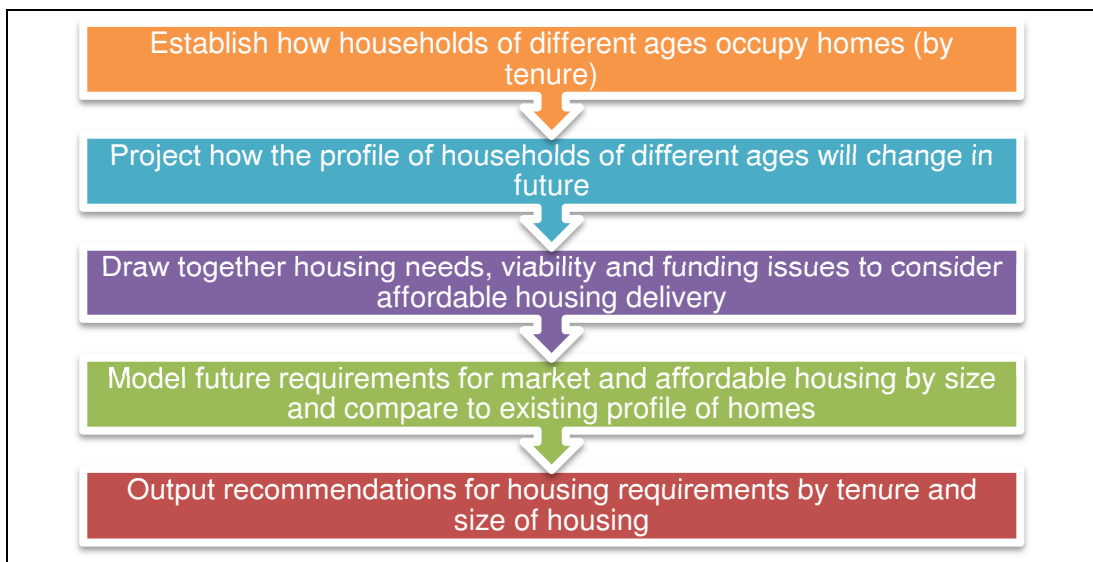 Establish how households of different ages occupy homes (by
tenure)
Project how the profile of households of different ages will change in
future
Draw together housing needs, viability and funding issues to consider
affordable housing delivery
Model future requirements for market and affordable housing by size
and compare to existing profile of homes
Output recommendations for housing requirements by tenure and
size of housing